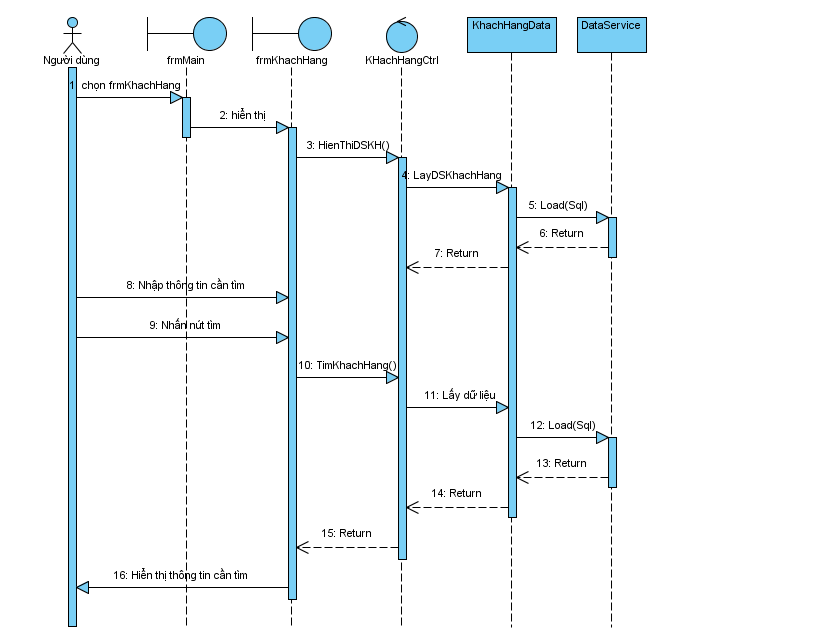 KhachHangData
DataService
Người dùng
frmMain
frmKhachHang
KHachHangCtrl
1: chọn frmKhachHang
2: hiển thị
3: HienThiDSKH()
4: LayDSKhachHang
5: Load(Sql)
6: Return
7: Return
8: Nhập thông tin cần tìm
9: Nhấn nút tìm
10: TimKhachHang()
11: Lấy dữ liệu
12: Load(Sql)
13: Return
14: Return
15: Return
16: Hiển thị thông tin cần tìm